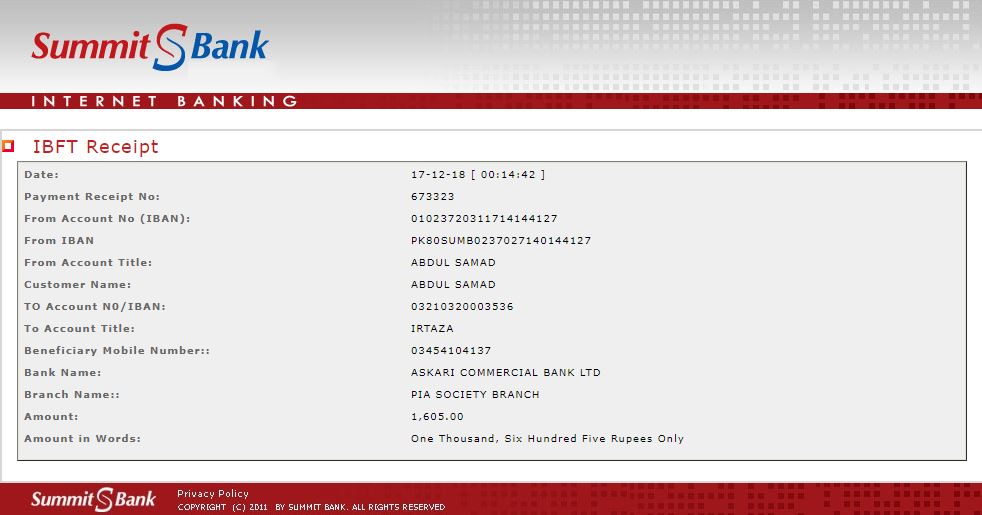 Summit Bank
INTERNET BANKING
IBFT Receipt
Date: 17-12-18 [ 00:14:42 ]
Payment Receipt No: 673323
From Account No (IBAN): 01023720311714144127
From IBAN PK80SUMB0237027140144127
From Account Title: ABDUL SAMAD
Customer Name: ABDUL SAMAD
TO Account N0/IBAN: 03210320003536
To Account Title: IRTAZA
Beneficiary Mobile Number:: 03454104137
Bank Name: ASKARI COMMERCIAL BANK LTD
Branch Name:: PIA SOCIETY BRANCH
Amount: 1,605.00
Amount in Words: One Thousand, Six Hundred Five Rupees Only
Summit Bank
Privacy Policy
COPYRIGHT (C) 2011 BY SUMMIT BANK. ALL RIGHTS RESERVED